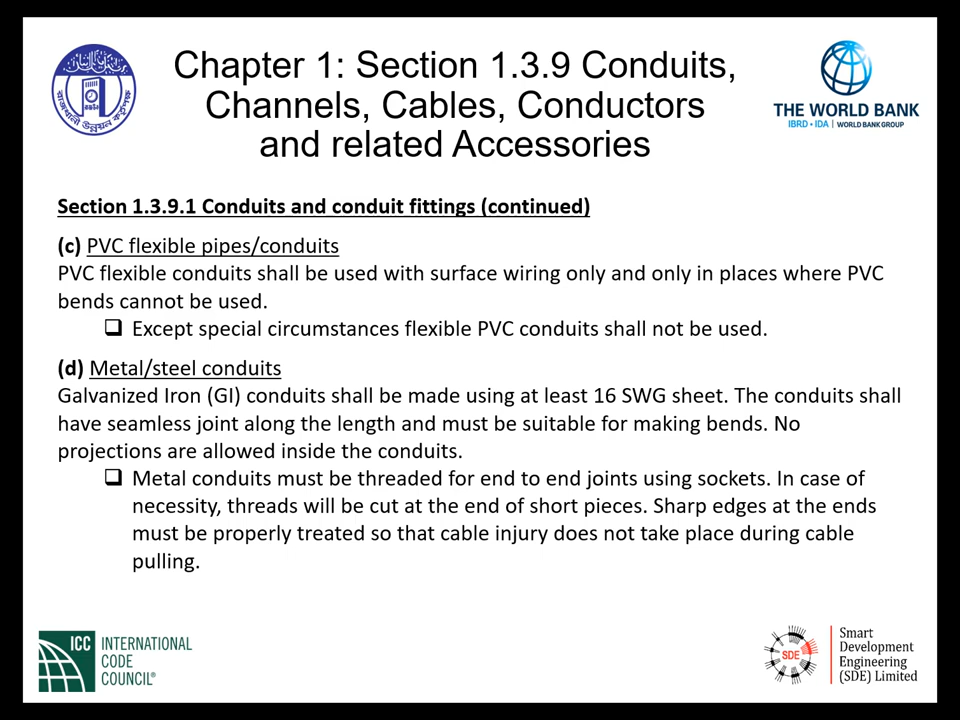 Chapter 1: Section 1.3.9 Conduits,
Channels, Cables, Conductors
and related Accessories
THE WORLD BANK
IBRD • IDA | WORLD BANK GROUP
Section 1.3.9.1 Conduits and conduit fittings (continued)
(c) PVC flexible pipes/conduits
PVC flexible conduits shall be used with surface wiring only and only in places where PVC
bends cannot be used.
❑ Except special circumstances flexible PVC conduits shall not be used.
(d) Metal/steel conduits
Galvanized Iron (GI) conduits shall be made using at least 16 SWG sheet. The conduits shall
have seamless joint along the length and must be suitable for making bends. No
projections are allowed inside the conduits.
❑ Metal conduits must be threaded for end to end joints using sockets. In case of
necessity, threads will be cut at the end of short pieces. Sharp edges at the ends
must be properly treated so that cable injury does not take place during cable
pulling.
ICC
INTERNATIONAL
CODE
COUNCIL®
SDE
Smart
Development
Engineering
(SDE) Limited